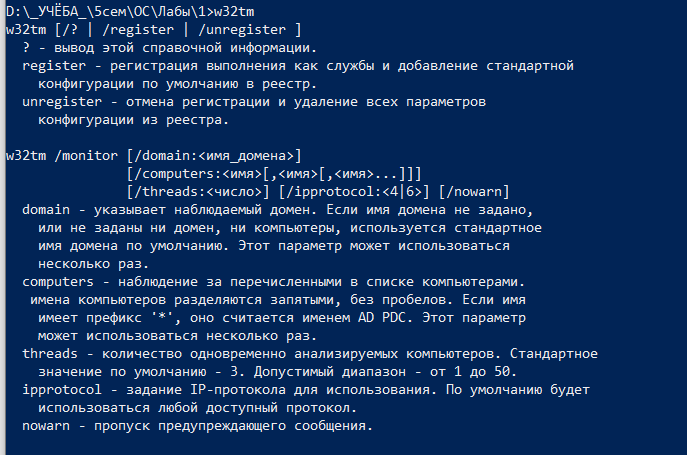 D:\_УЧЁБА_\5сем\ОС\Лабы\1>w32tm
w32tm [/? | /register | /unregister ]
? - вывод этой справочной информации.
register - регистрация выполнения как службы и добавление стандартной
конфигурации по умолчанию в реестр.
unregister - отмена регистрации и удаление всех параметров
конфигурации из реестра.
w32tm /monitor [/domain:<имя_домена>]
[/computers:<имя>[,<имя>[,<имя>...]]]
[/threads:<число>] [/ipprotocol:<4|6>] [/nowarn]
domain - указывает наблюдаемый домен. Если имя домена не задано,
или не заданы ни домен, ни компьютеры, используется стандартное
имя домена по умолчанию. Этот параметр может использоваться
несколько раз.
computers - наблюдение за перечисленными в списке компьютерами.
имена компьютеров разделяются запятыми, без пробелов. Если имя
имеет префикс '*', оно считается именем AD PDC. Этот параметр
может использоваться несколько раз.
threads - количество одновременно анализируемых компьютеров. Стандартное
значение по умолчанию - 3. Допустимый диапазон - от 1 до 50.
ipprotocol - задание IP-протокола для использования. По умолчанию будет
использоваться любой доступный протокол.
nowarn - пропуск предупреждающего сообщения.